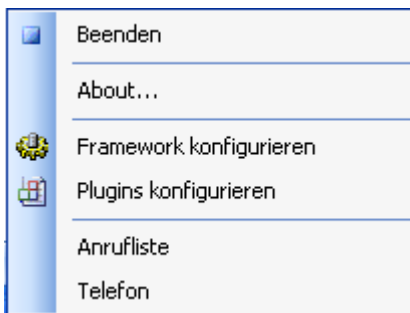 Beenden
About...
Framework konfigurieren
Plugins konfigurieren
Anrufliste
Telefon